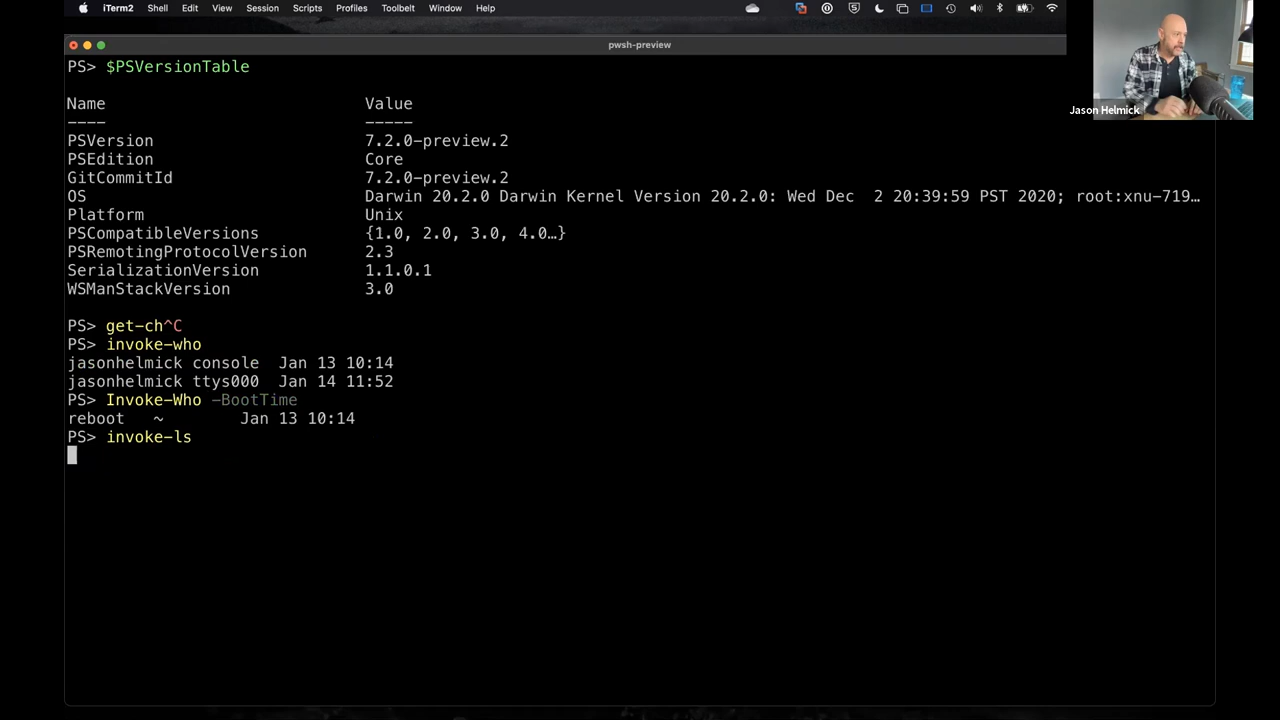 iTerm2 Shell Edit View Session Scripts Profiles Toolbelt Window Help
pwsh-preview
Jason Helmick
PS> $PSVersionTable
Name Value
---- -----
PSVersion 7.2.0-preview.2
PSEdition Core
GitCommitId 7.2.0-preview.2
OS Darwin 20.2.0 Darwin Kernel Version 20.2.0: Wed Dec  2 20:39:59 PST 2020; root:xnu-719…
Platform Unix
PSCompatibleVersions {1.0, 2.0, 3.0, 4.0…}
PSRemotingProtocolVersion 2.3
SerializationVersion 1.1.0.1
WSManStackVersion 3.0
PS> get-ch^C
PS> invoke-who
jasonhelmick console  Jan 13 10:14
jasonhelmick ttys000  Jan 14 11:52
PS> Invoke-Who -BootTime
reboot   ~        Jan 13 10:14
PS> invoke-ls